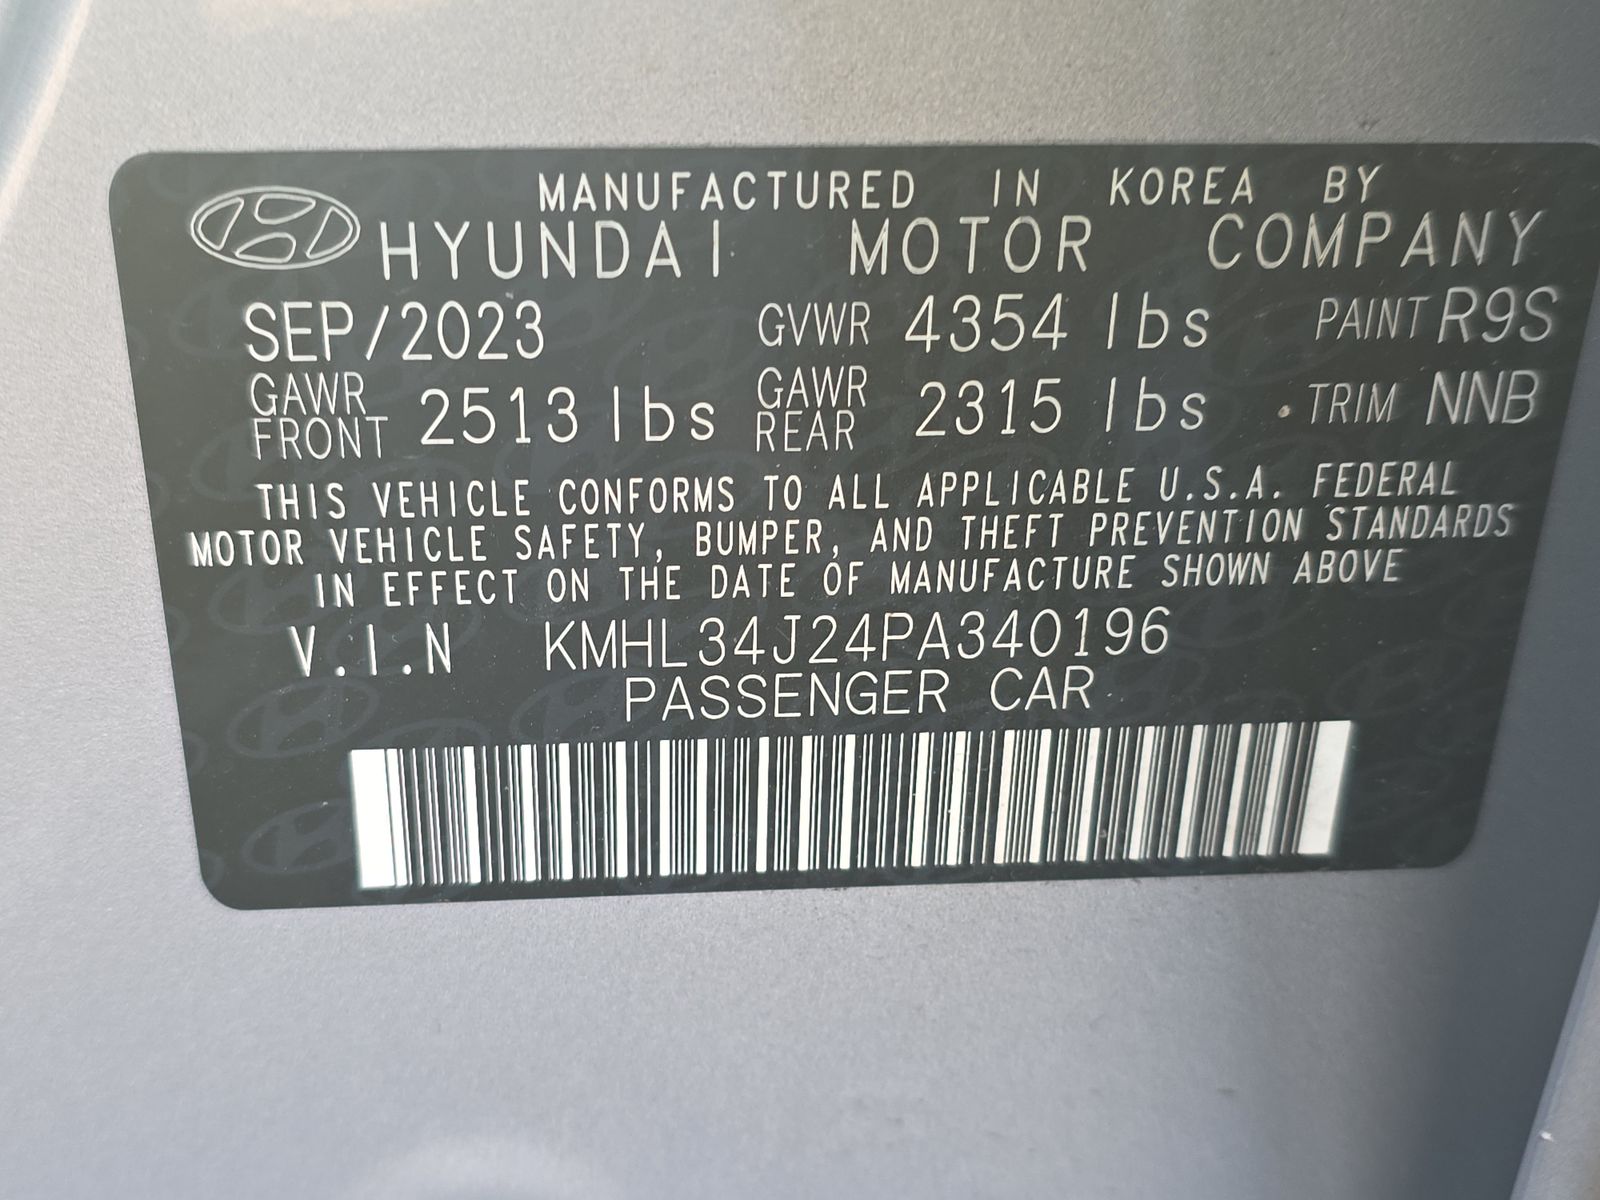 MANUFACTURED IN KOREA BY
HYUNDAI MOTOR COMPANY
SEP/2023 GVWR 4354 lbs PAINT R9S
GAWR FRONT 2513 lbs GAWR REAR 2315 lbs TRIM NNB
THIS VEHICLE CONFORMS TO ALL APPLICABLE U.S.A. FEDERAL
MOTOR VEHICLE SAFETY, BUMPER, AND THEFT PREVENTION STANDARDS
IN EFFECT ON THE DATE OF MANUFACTURE SHOWN ABOVE
V.I.N KMHL34J24PA340196
PASSENGER CAR